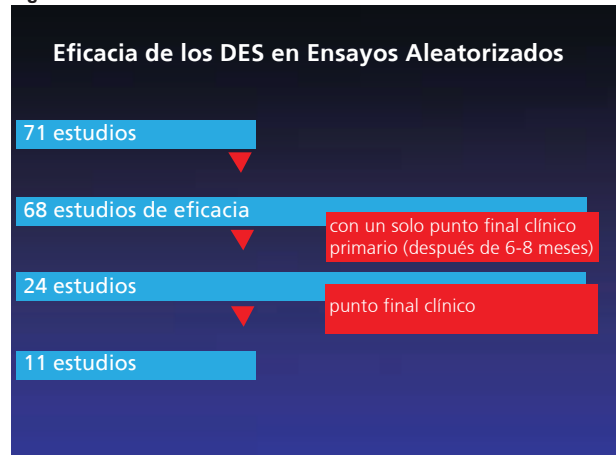 Eficacia de los DES en Ensayos Aleatorizados
71 estudios
68 estudios de eficacia
con un solo punto final clínico
primario (después de 6-8 meses)
24 estudios
punto final clínico
11 estudios